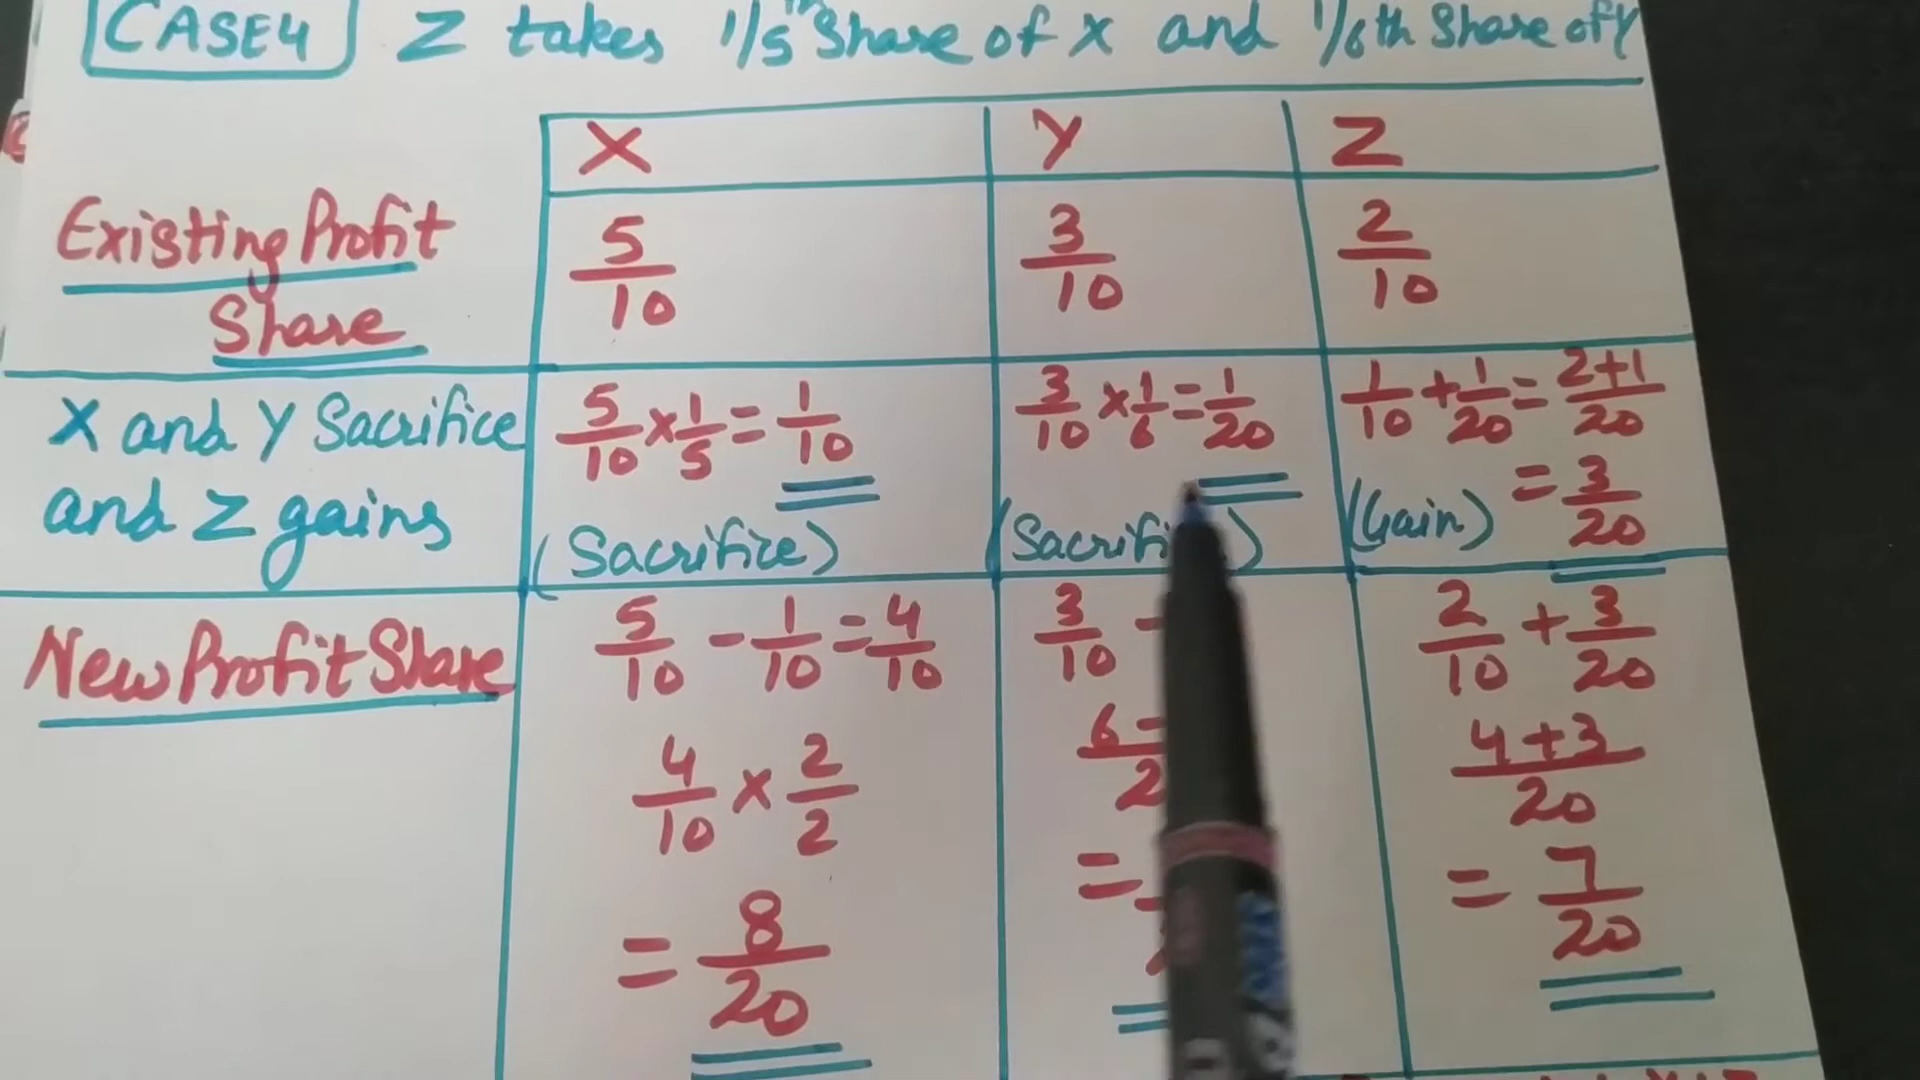 CASE4 Z takes 1/5th Share of X and 1/6th Share of Y
X Y Z
Existing Profit Share
5/10 3/10 2/10
X and Y Sacrifice and Z gains
5/10 × 1/5 = 1/10
(Sacrifice)
3/10 × 1/6 = 1/20
1/10 + 1/20 = 2+1/20
= 3/20
(Gain)
New Profit Share
5/10 - 1/10 = 4/10
4/10 × 2/2
= 8/20
3/10 -
6 -
=
2/10 + 3/20
4+3/20
= 7/20